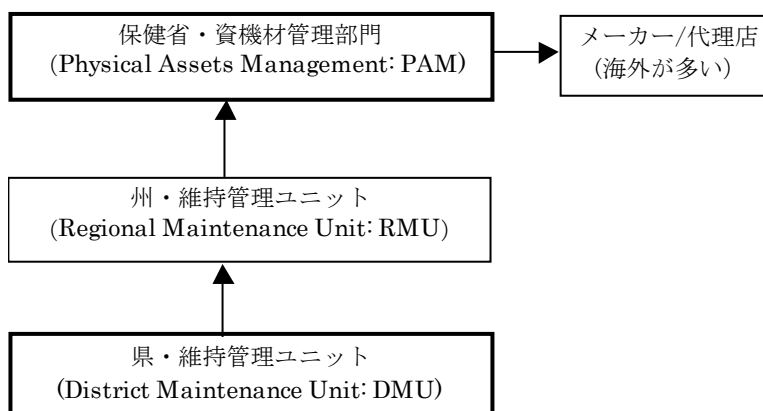 保健省・資機材管理部門
(Physical Assets Management: PAM)
メーカー/代理店
（海外が多い）
州・維持管理ユニット
(Regional Maintenance Unit: RMU)
県・維持管理ユニット
(District Maintenance Unit: DMU)